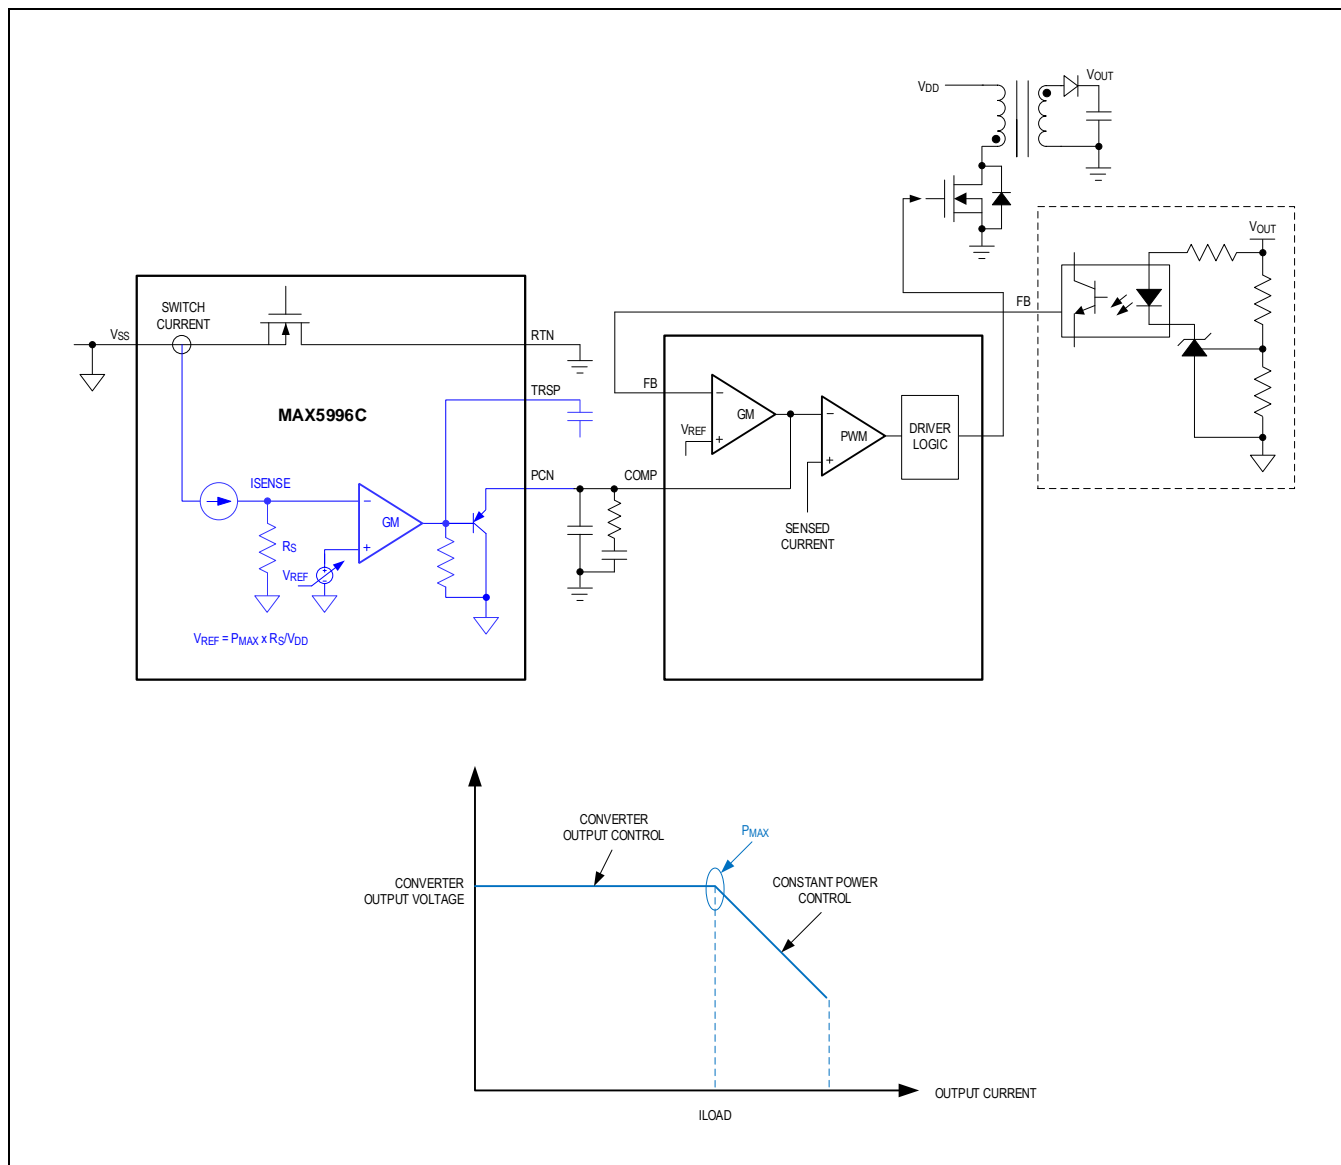 VDD
VOUT
VOUT
FB
SWITCH
CURRENT
VSS
RTN
TRSP
MAX5996C
FB
GM
VREF
PWM
DRIVER
LOGIC
ISENSE
PCN
COMP
GM
SENSED
CURRENT
RS
VREF
VREF = PMAX x RS/VDD
CONVERTER
OUTPUT CONTROL
PMAX
CONVERTER
OUTPUT VOLTAGE
CONSTANT POWER
CONTROL
OUTPUT CURRENT
ILOAD